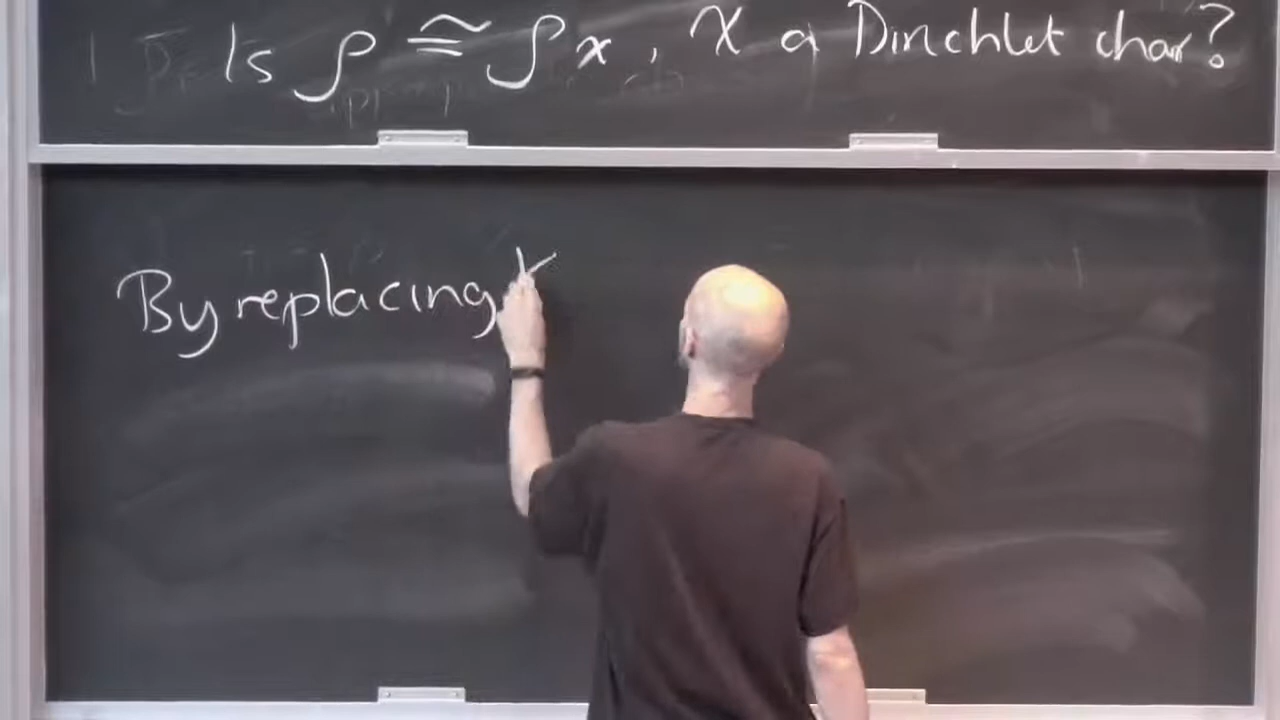 Is ρ ≅ ρχ, χ a Dirichlet char?
By replacing